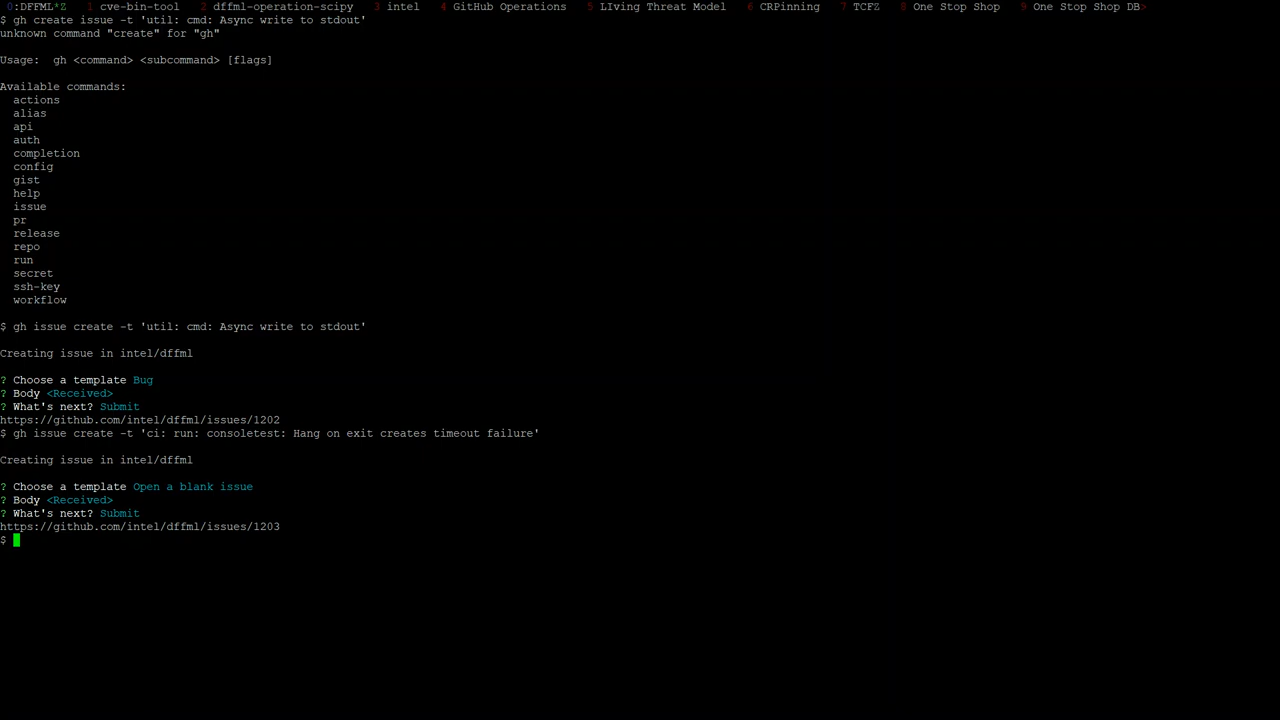 0:DFFML*Z 1 cve-bin-tool 2 dffml-operation-scipy 3 intel 4 GitHub Operations 5 LIving Threat Model 6 CRPinning 7 TCFZ 8 One Stop Shop 9 One Stop Shop DB>
$ gh create issue -t 'util: cmd: Async write to stdout'
unknown command "create" for "gh"
Usage:  gh <command> <subcommand> [flags]
Available commands:
actions
alias
api
auth
completion
config
gist
help
issue
pr
release
repo
run
secret
ssh-key
workflow
$ gh issue create -t 'util: cmd: Async write to stdout'
Creating issue in intel/dffml
? Choose a template Bug
? Body <Received>
? What's next? Submit
https://github.com/intel/dffml/issues/1202
$ gh issue create -t 'ci: run: consoletest: Hang on exit creates timeout failure'
Creating issue in intel/dffml
? Choose a template Open a blank issue
? Body <Received>
? What's next? Submit
https://github.com/intel/dffml/issues/1203
$